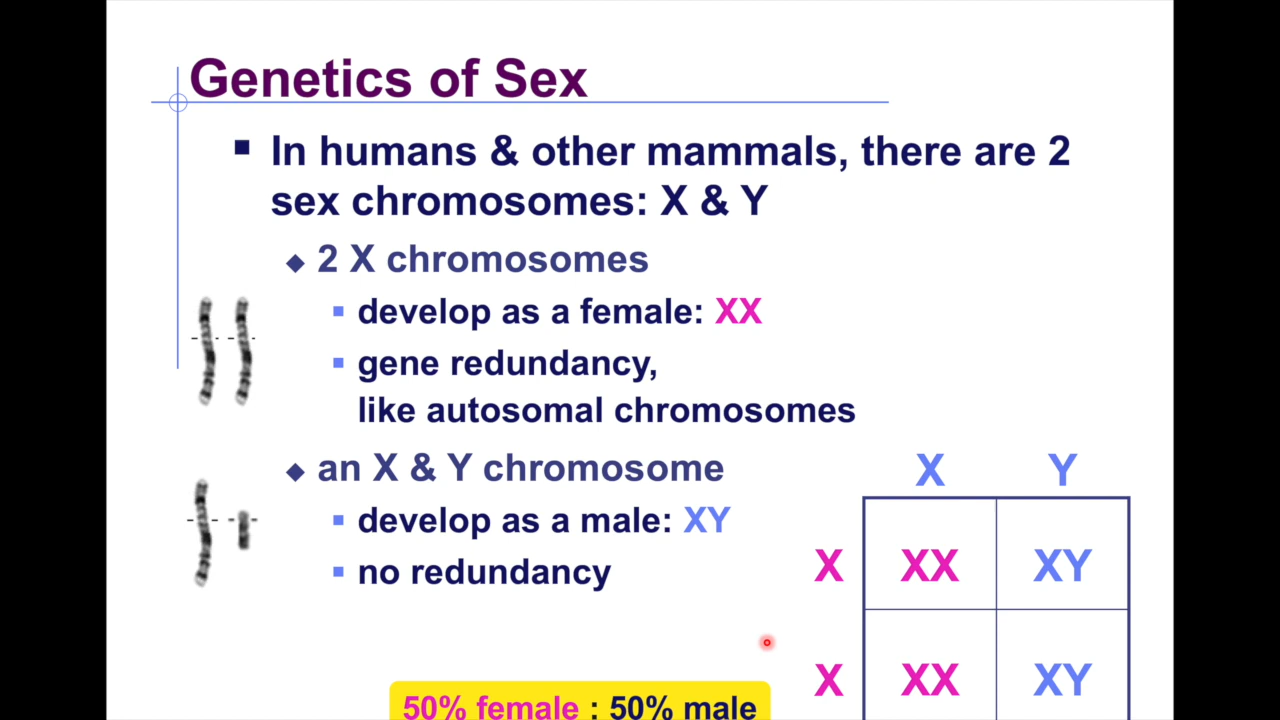 Genetics of Sex
In humans & other mammals, there are 2
sex chromosomes: X & Y
2 X chromosomes
develop as a female: XX
gene redundancy,
like autosomal chromosomes
an X & Y chromosome
develop as a male: XY
no redundancy
X Y
X XX XY
X XX XY
50% female : 50% male